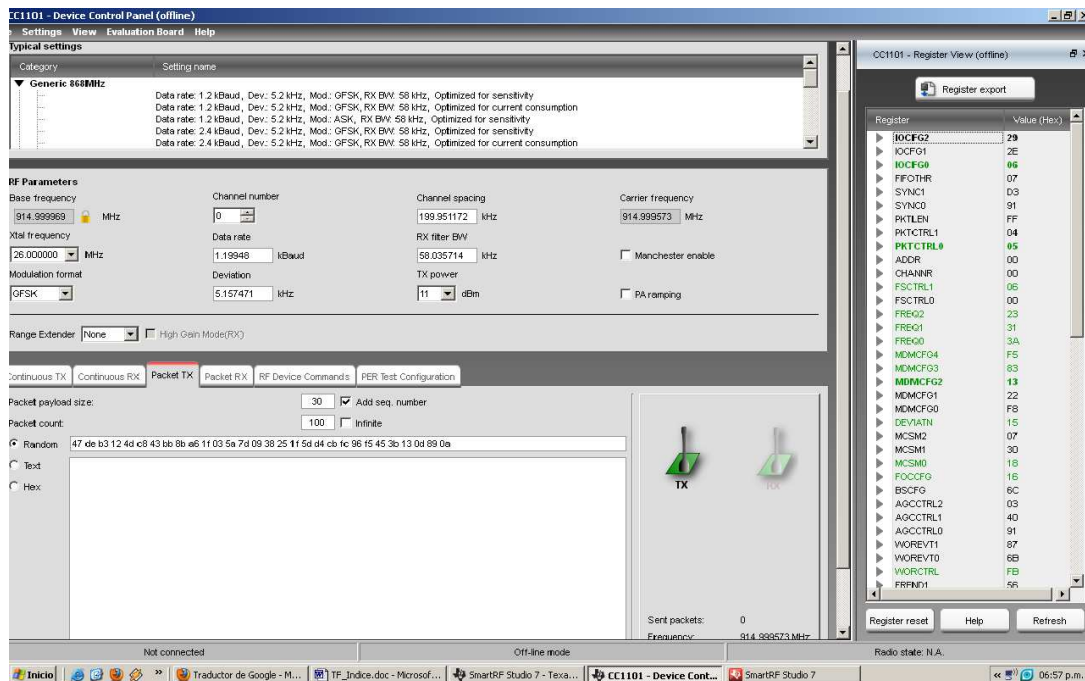 CC1101 - Device Control Panel (offline)
Settings View Evaluation Board Help
Typical settings
Category Setting name
Generic 868MHz
Data rate: 1.2 kBaud, Dev.: 5.2 kHz, Mod.: GFSK, RX BW: 58 kHz, Optimized for sensitivity
Data rate: 1.2 kBaud, Dev.: 5.2 kHz, Mod.: GFSK, RX BW: 58 kHz, Optimized for current consumption
Data rate: 1.2 kBaud, Dev.: 5.2 kHz, Mod.: ASK, RX BW: 58 kHz, Optimized for sensitivity
Data rate: 2.4 kBaud, Dev.: 5.2 kHz, Mod.: GFSK, RX BW: 58 kHz, Optimized for sensitivity
Data rate: 2.4 kBaud, Dev.: 5.2 kHz, Mod.: GFSK, RX BW: 58 kHz, Optimized for current consumption
RF Parameters
Base frequency Channel number Channel spacing Carrier frequency
914.999969 MHz 0 199.951172 kHz 914.999573 MHz
Xtal frequency Data rate RX filter BW
26.000000 MHz 1.19948 kBaud 58.035714 kHz Manchester enable
Modulation format Deviation TX power
GFSK 5.157471 kHz 11 dBm PA ramping
Range Extender None High Gain Mode(RX)
Continuous TX Continuous RX Packet TX Packet RX RF Device Commands PER Test Configuration
Packet payload size: 30 Add seq. number
Packet count: 100 Infinite
Random 47 de b3 12 4d c8 43 bb 8b a6 1f 03 5a 7d 09 38 25 1f 5d d4 cb fc 96 f5 45 3b 13 0d 89 0a
Text
Hex
TX RX
Sent packets: 0
Frequency: 914.999573 MHz
CC1101 - Register View (offline)
Register export
Register Value (Hex)
IOCFG2 29
IOCFG1 2E
IOCFG0 06
FIFOTHR 07
SYNC1 D3
SYNC0 91
PKTLEN FF
PKTCTRL1 04
PKTCTRL0 05
ADDR 00
CHANNR 00
FSCTRL1 06
FSCTRL0 00
FREQ2 23
FREQ1 31
FREQ0 3A
MDMCFG4 F5
MDMCFG3 83
MDMCFG2 13
MDMCFG1 22
MDMCFG0 F8
DEVIATN 15
MCSM2 07
MCSM1 30
MCSM0 18
FOCCFG 16
BSCFG 6C
AGCCTRL2 03
AGCCTRL1 40
AGCCTRL0 91
WOREVT1 87
WOREVT0 6B
WORCTRL FB
FREND1 56
Register reset Help Refresh
Not connected Off-line mode Radio state: N.A.
Inicio Traductor de Google - M... TF_Indice.doc - Microsof... SmartRF Studio 7 - Texa... CC1101 - Device Cont... SmartRF Studio 7 06:57 p.m.